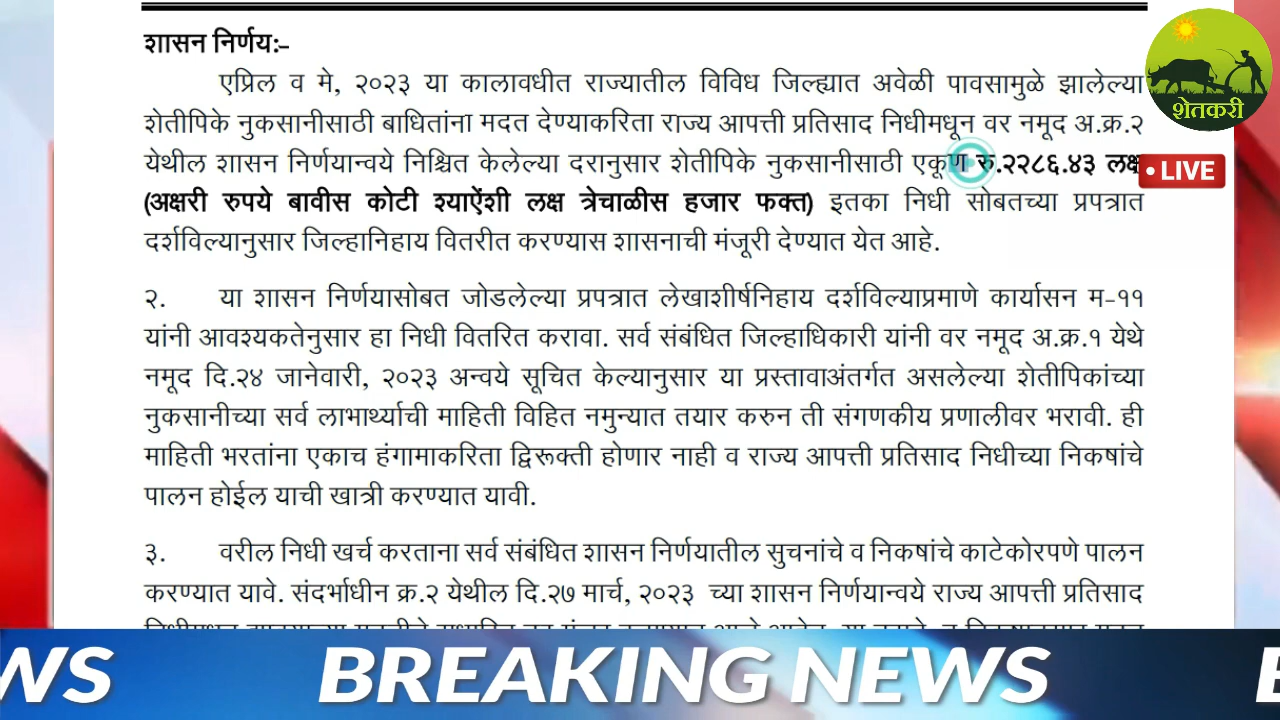 शासन निर्णय:-
एप्रिल व मे, २०२३ या कालावधीत राज्यातील विविध जिल्ह्यात अवेळी पावसामुळे झालेल्या
शेतीपिके नुकसानीसाठी बाधितांना मदत देण्याकरिता राज्य आपत्ती प्रतिसाद निधीमधून वर नमूद अ.क्र.२
येथील शासन निर्णयान्वये निश्चित केलेल्या दरानुसार शेतीपिके नुकसानीसाठी एकूण रु.२२८६.४३ लक्ष
(अक्षरी रुपये बावीस कोटी श्याऐंशी लक्ष त्रेचाळीस हजार फक्त) इतका निधी सोबतच्या प्रपत्रात
दर्शविल्यानुसार जिल्हानिहाय वितरीत करण्यास शासनाची मंजूरी देण्यात येत आहे.
२. या शासन निर्णयासोबत जोडलेल्या प्रपत्रात लेखाशीर्षनिहाय दर्शविल्याप्रमाणे कार्यासन म-११
यांनी आवश्यकतेनुसार हा निधी वितरित करावा. सर्व संबंधित जिल्हाधिकारी यांनी वर नमूद अ.क्र.१ येथे
नमूद दि.२४ जानेवारी, २०२३ अन्वये सूचित केल्यानुसार या प्रस्तावाअंतर्गत असलेल्या शेतीपिकांच्या
नुकसानीच्या सर्व लाभार्थ्याची माहिती विहित नमुन्यात तयार करुन ती संगणकीय प्रणालीवर भरावी. ही
माहिती भरतांना एकाच हंगामाकरिता द्विरूक्ती होणार नाही व राज्य आपत्ती प्रतिसाद निधीच्या निकषांचे
पालन होईल याची खात्री करण्यात यावी.
३. वरील निधी खर्च करताना सर्व संबंधित शासन निर्णयातील सुचनांचे व निकषांचे काटेकोरपणे पालन
करण्यात यावे. संदर्भाधीन क्र.२ येथील दि.२७ मार्च, २०२३ च्या शासन निर्णयान्वये राज्य आपत्ती प्रतिसाद
शेतकरी
• LIVE
WS BREAKING NEWS